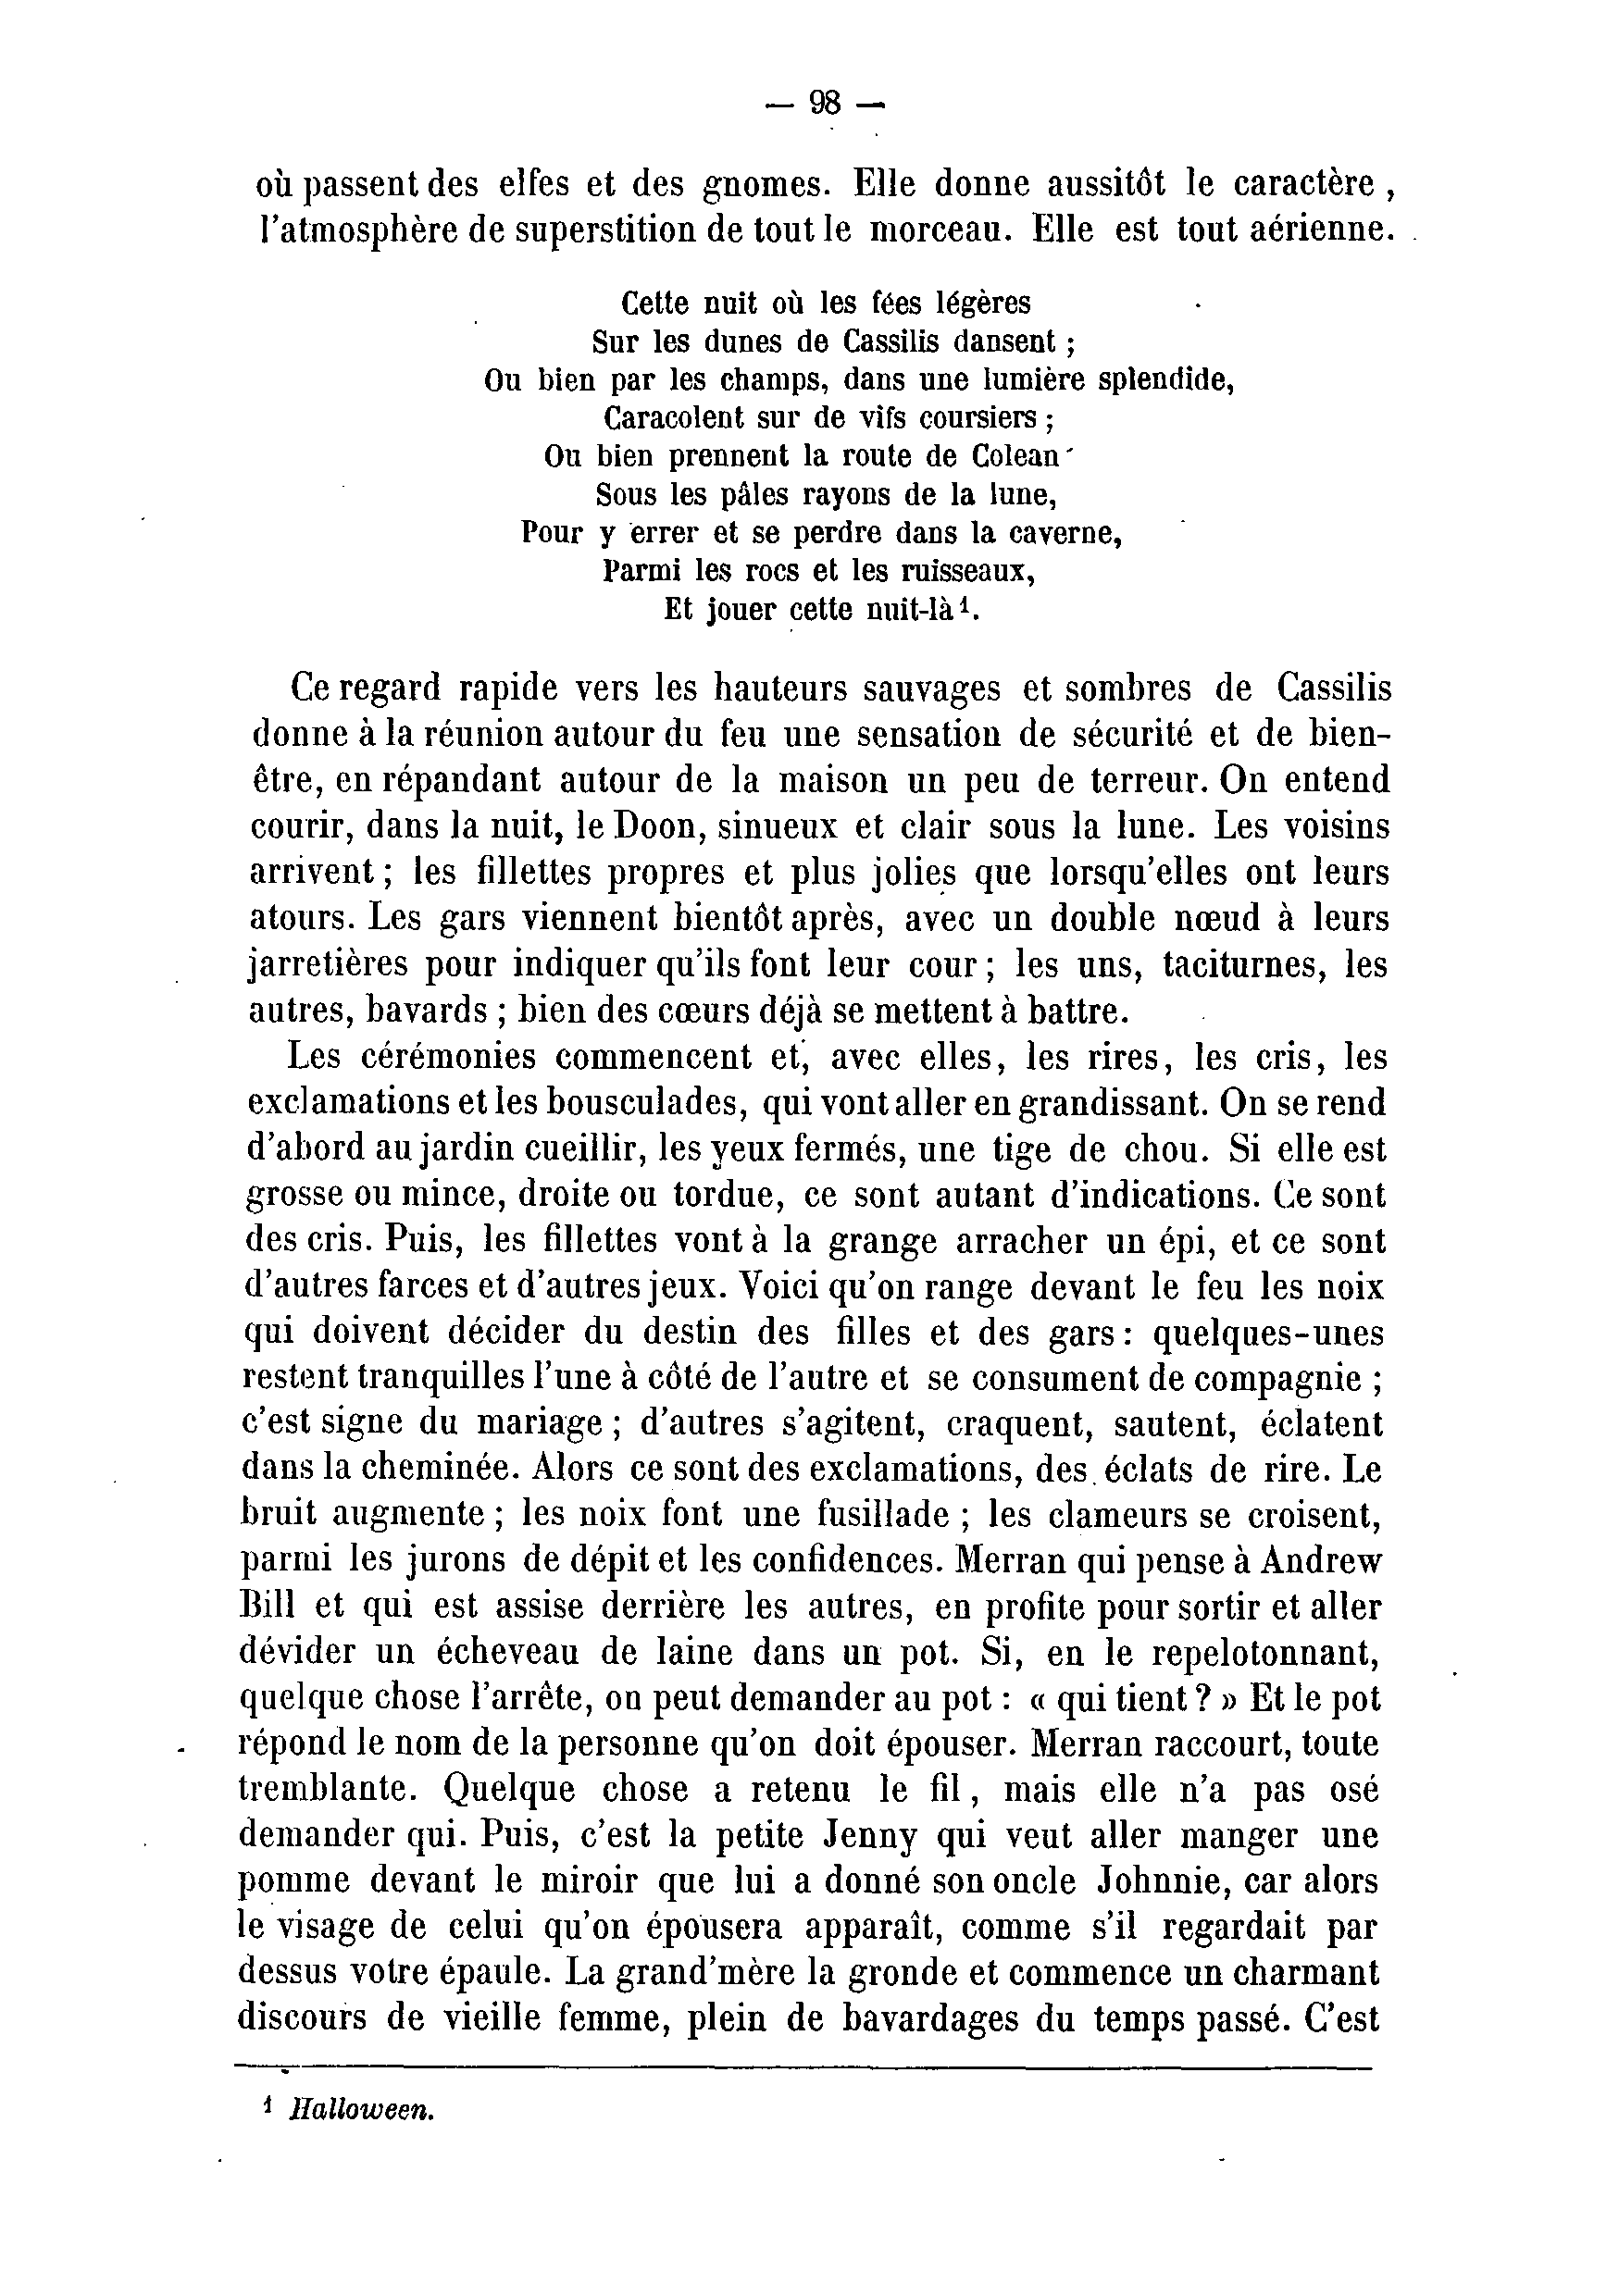 — 98 —
où passent des elfes et des gnomes. Elle donne aussitôt le caractère,
l'atmosphère de superstition de tout le morceau. Elle est tout aérienne.
Cette nuit où les fées légères
Sur les dunes de Cassilis dansent ;
Ou bien par les champs, dans une lumière splendide,
Caracolent sur de vifs coursiers ;
Ou bien prennent la route de Colean
Sous les pâles rayons de la lune,
Pour y errer et se perdre dans la caverne,
Parmi les rocs et les ruisseaux,
Et jouer cette nuit-là ¹.
Ce regard rapide vers les hauteurs sauvages et sombres de Cassilis
donne à la réunion autour du feu une sensation de sécurité et de bien-
être, en répandant autour de la maison un peu de terreur. On entend
courir, dans la nuit, le Doon, sinueux et clair sous la lune. Les voisins
arrivent ; les fillettes propres et plus jolies que lorsqu'elles ont leurs
atours. Les gars viennent bientôt après, avec un double nœud à leurs
jarretières pour indiquer qu'ils font leur cour ; les uns, taciturnes, les
autres, bavards ; bien des cœurs déjà se mettent à battre.
Les cérémonies commencent et, avec elles, les rires, les cris, les
exclamations et les bousculades, qui vont aller en grandissant. On se rend
d'abord au jardin cueillir, les yeux fermés, une tige de chou. Si elle est
grosse ou mince, droite ou tordue, ce sont autant d'indications. Ce sont
des cris. Puis, les fillettes vont à la grange arracher un épi, et ce sont
d'autres farces et d'autres jeux. Voici qu'on range devant le feu les noix
qui doivent décider du destin des filles et des gars : quelques-unes
restent tranquilles l'une à côté de l'autre et se consument de compagnie ;
c'est signe du mariage ; d'autres s'agitent, craquent, sautent, éclatent
dans la cheminée. Alors ce sont des exclamations, des éclats de rire. Le
bruit augmente ; les noix font une fusillade ; les clameurs se croisent,
parmi les jurons de dépit et les confidences. Merran qui pense à Andrew
Bill et qui est assise derrière les autres, en profite pour sortir et aller
dévider un écheveau de laine dans un pot. Si, en le repelotonnant,
quelque chose l'arrête, on peut demander au pot : « qui tient ? » Et le pot
répond le nom de la personne qu'on doit épouser. Merran raccourt, toute
tremblante. Quelque chose a retenu le fil, mais elle n'a pas osé
demander qui. Puis, c'est la petite Jenny qui veut aller manger une
pomme devant le miroir que lui a donné son oncle Johnnie, car alors
le visage de celui qu'on épousera apparaît, comme s'il regardait par
dessus votre épaule. La grand'mère la gronde et commence un charmant
discours de vieille femme, plein de bavardages du temps passé. C'est
¹ Halloween.